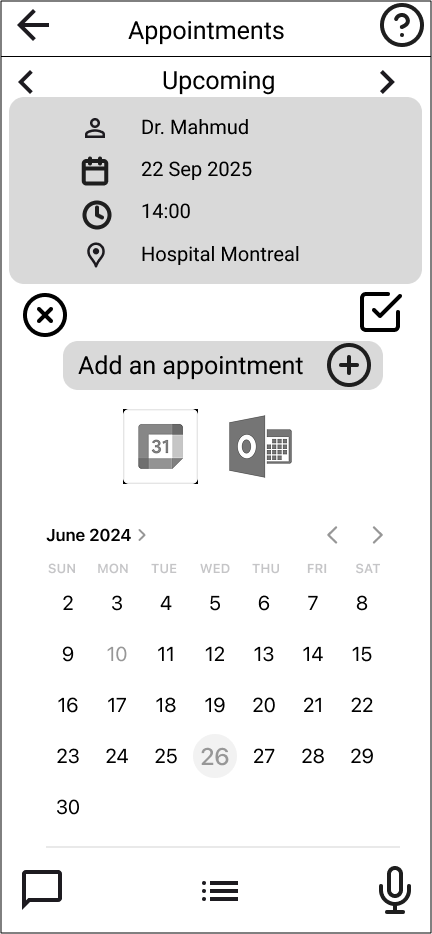 Appointments
Upcoming
Dr. Mahmud
22 Sep 2025
14:00
Hospital Montreal
Add an appointment
31
O
June 2024
SUN MON TUE WED THU FRI SAT
2 3 4 5 6 7 8
9 10 11 12 13 14 15
16 17 18 19 20 21 22
23 24 25 26 27 28 29
30